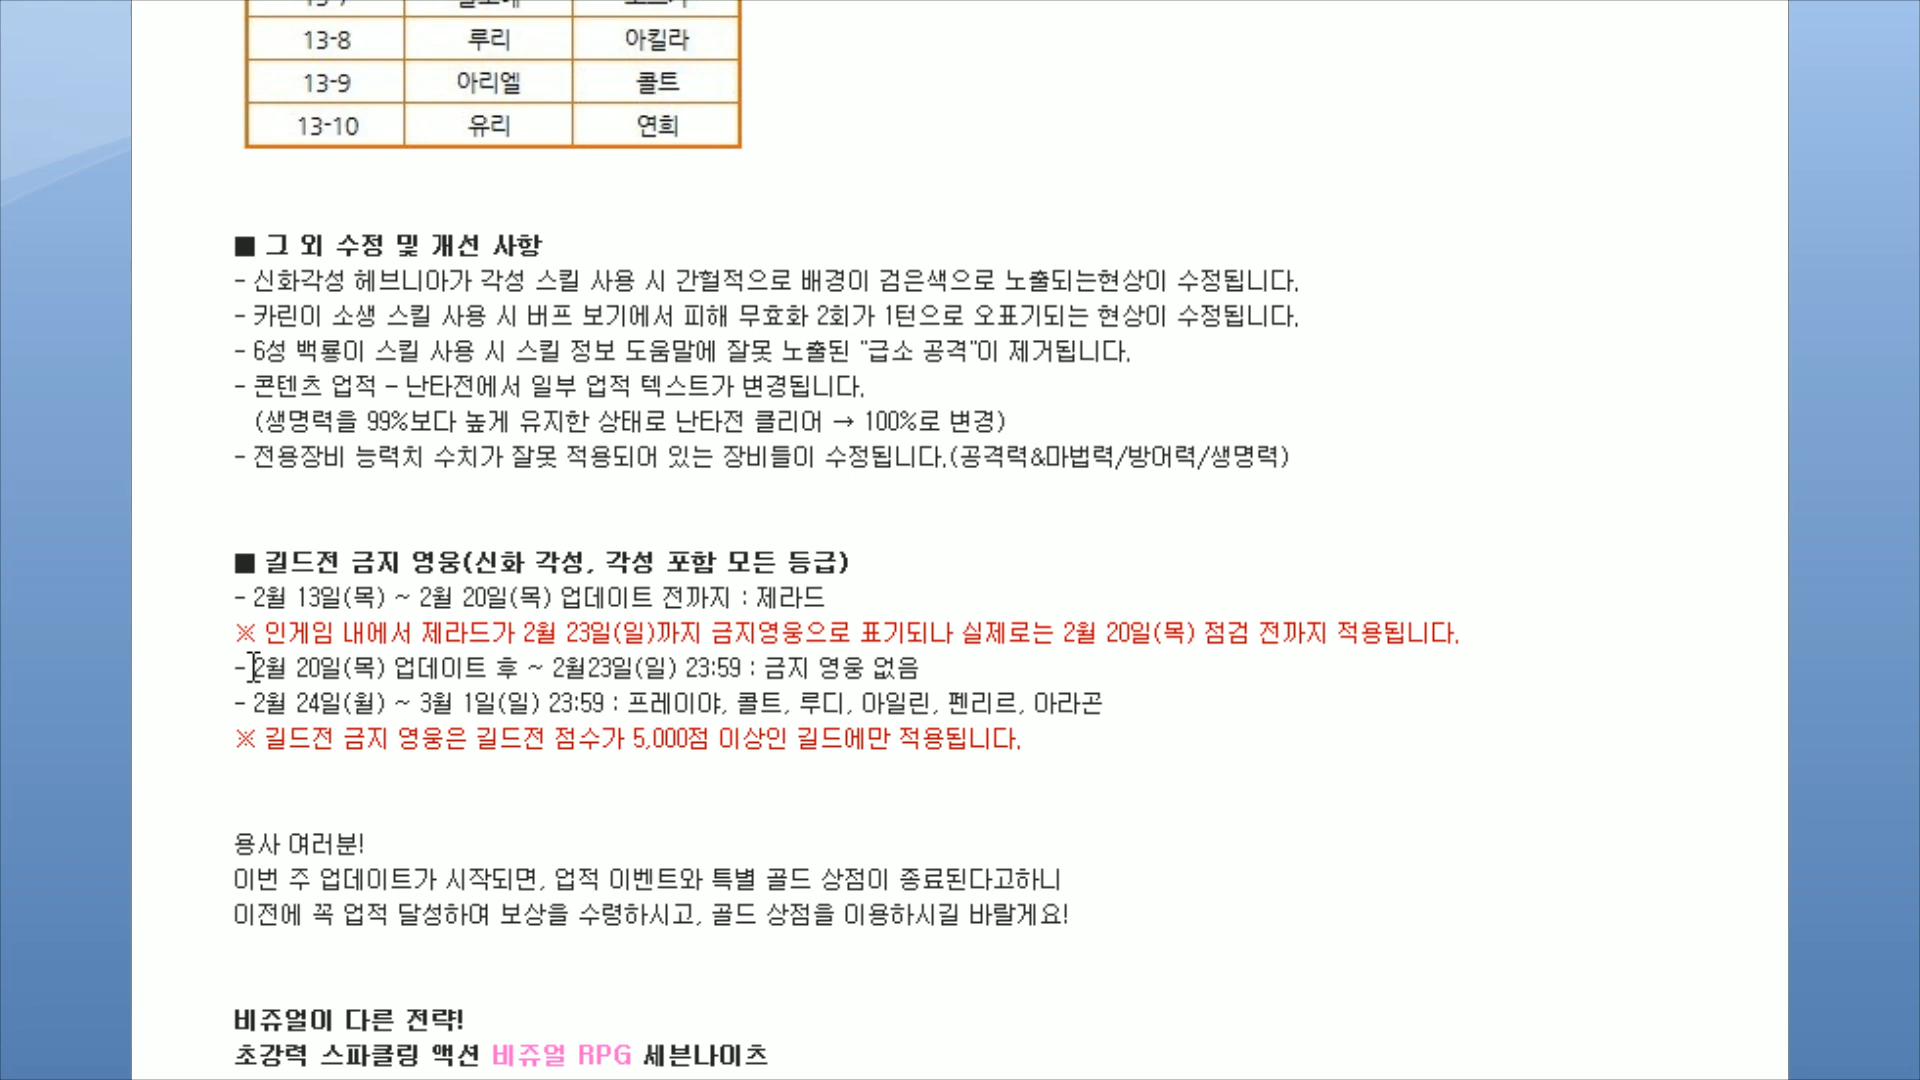 13-8 루리 아킬라
13-9 아리엘 콜트
13-10 유리 연희
■ 그 외 수정 및 개선 사항
- 신화각성 헤브니아가 각성 스킬 사용 시 간헐적으로 배경이 검은색으로 노출되는현상이 수정됩니다.
- 카린이 소생 스킬 사용 시 버프 보기에서 피해 무효화 2회가 1턴으로 오표기되는 현상이 수정됩니다.
- 6성 백룡이 스킬 사용 시 스킬 정보 도움말에 잘못 노출된 "급소 공격"이 제거됩니다.
- 콘텐츠 업적 - 난타전에서 일부 업적 텍스트가 변경됩니다.
(생명력을 99%보다 높게 유지한 상태로 난타전 클리어 → 100%로 변경)
- 전용장비 능력치 수치가 잘못 적용되어 있는 장비들이 수정됩니다.(공격력&마법력/방어력/생명력)
■ 길드전 금지 영웅(신화 각성, 각성 포함 모든 등급)
- 2월 13일(목) ~ 2월 20일(목) 업데이트 전까지 : 제라드
※ 인게임 내에서 제라드가 2월 23일(일)까지 금지영웅으로 표기되나 실제로는 2월 20일(목) 점검 전까지 적용됩니다.
- 2월 20일(목) 업데이트 후 ~ 2월23일(일) 23:59 : 금지 영웅 없음
- 2월 24일(월) ~ 3월 1일(일) 23:59 : 프레이야, 콜트, 루디, 아일린, 펜리르, 아라곤
※ 길드전 금지 영웅은 길드전 점수가 5,000점 이상인 길드에만 적용됩니다.
용사 여러분!
이번 주 업데이트가 시작되면, 업적 이벤트와 특별 골드 상점이 종료된다고하니
이전에 꼭 업적 달성하여 보상을 수령하시고, 골드 상점을 이용하시길 바랄게요!
비쥬얼이 다른 전략!
초강력 스파클링 액션 비쥬얼 RPG 세븐나이츠